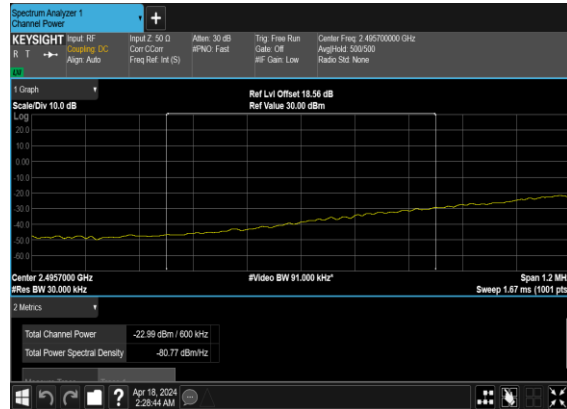 Spectrum Analyzer 1
Channel Power
+
KEYSIGHT Input: RF Input Z: 50 Ω Atten: 30 dB Trig: Free Run Center Freq: 2.495700000 GHz
R T Coupling: DC Corr CCorr #PNO: Fast Gate: Off Avg|Hold: 500/500
Align: Auto Freq Ref: Int (S) #IF Gain: Low Radio Std: None
1 Graph Ref Lvl Offset 18.56 dB
Scale/Div 10.0 dB Ref Value 30.00 dBm
Log
20.0
10.0
0.00
-10.0
-20.0
-30.0
-40.0
-50.0
-60.0
Center 2.4957000 GHz #Video BW 91.000 kHz* Span 1.2 MH
#Res BW 30.000 kHz Sweep 1.67 ms (1001 pts
2 Metrics
Total Channel Power -22.99 dBm / 600 kHz
Total Power Spectral Density -80.77 dBm/Hz
? Apr 18, 2024
2:28:44 AM